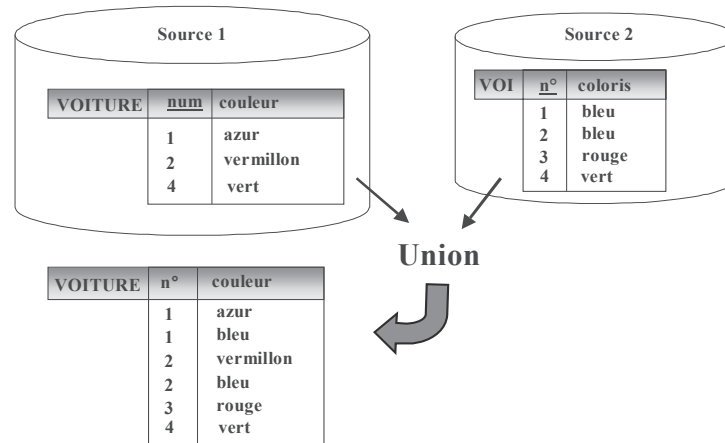 Source 1
VOITURE num couleur
1 azur
2 vermillon
4 vert
Source 2
VOI n° coloris
1 bleu
2 bleu
3 rouge
4 vert
Union
VOITURE n° couleur
1 azur
1 bleu
2 vermillon
2 bleu
3 rouge
4 vert